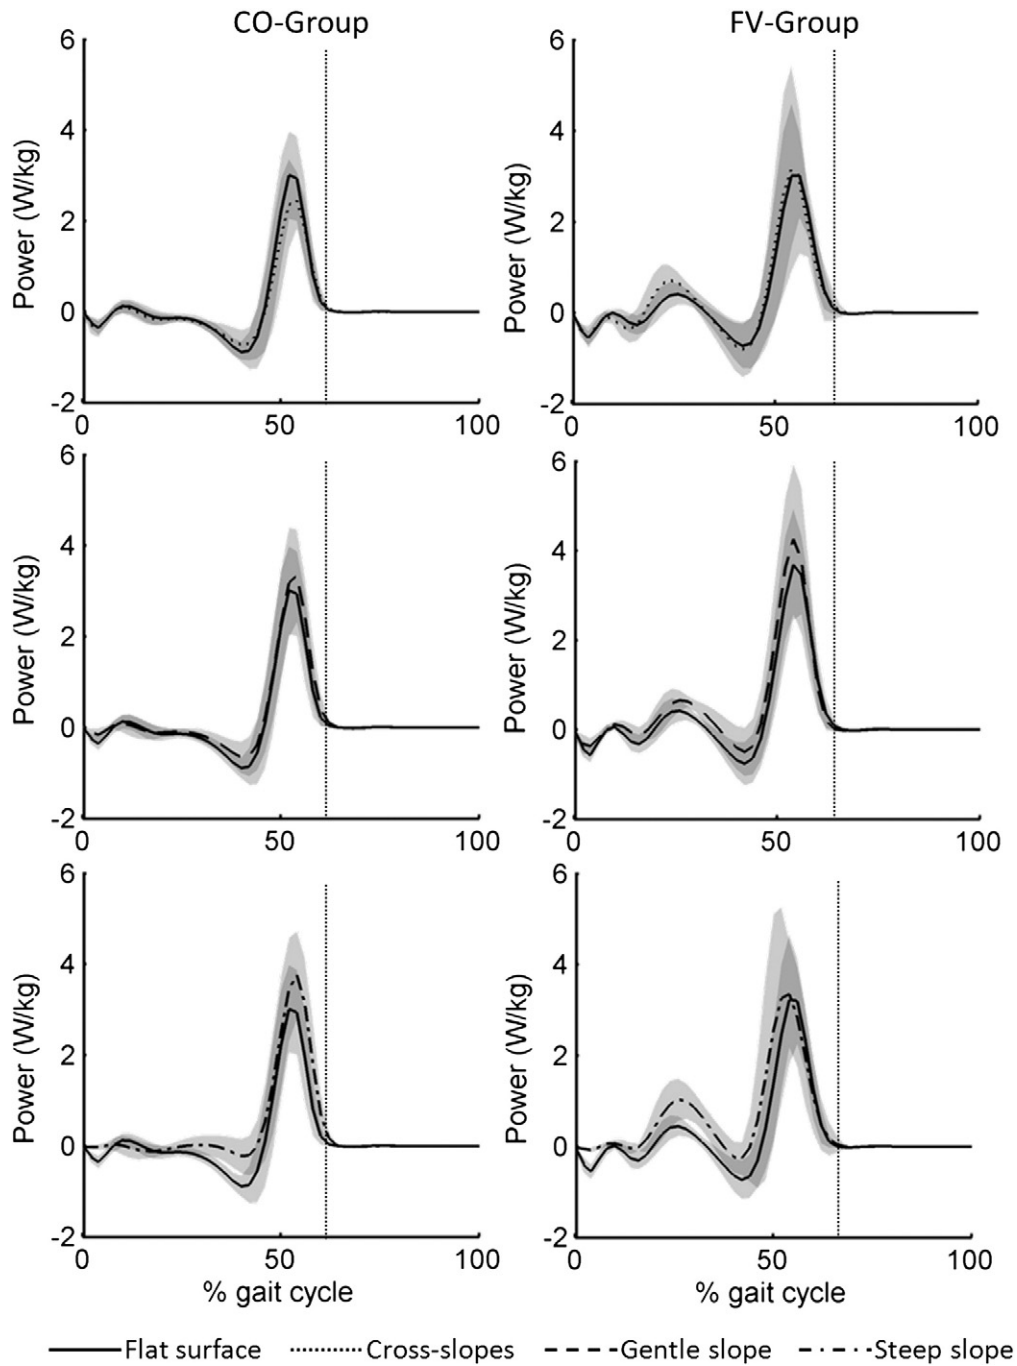 CO-Group FV-Group
6 6
4 4
2 2
0 0
-2 -2
Power (W/kg) Power (W/kg)
0 50 100 0 50 100
6 6
4 4
2 2
0 0
-2 -2
Power (W/kg) Power (W/kg)
0 50 100 0 50 100
6 6
4 4
2 2
0 0
-2 -2
Power (W/kg) Power (W/kg)
0 50 100 0 50 100
% gait cycle % gait cycle
Flat surface Cross-slopes Gentle slope Steep slope